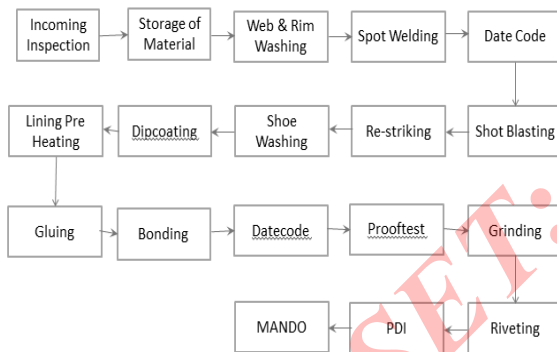 Incoming
Inspection
Storage of
Material
Web & Rim
Washing
Spot Welding
Date Code
Lining Pre
Heating
Dipcoating
Shoe
Washing
Re-striking
Shot Blasting
Gluing
Bonding
Datecode
Prooftest
Grinding
MANDO
PDI
Riveting
SET: